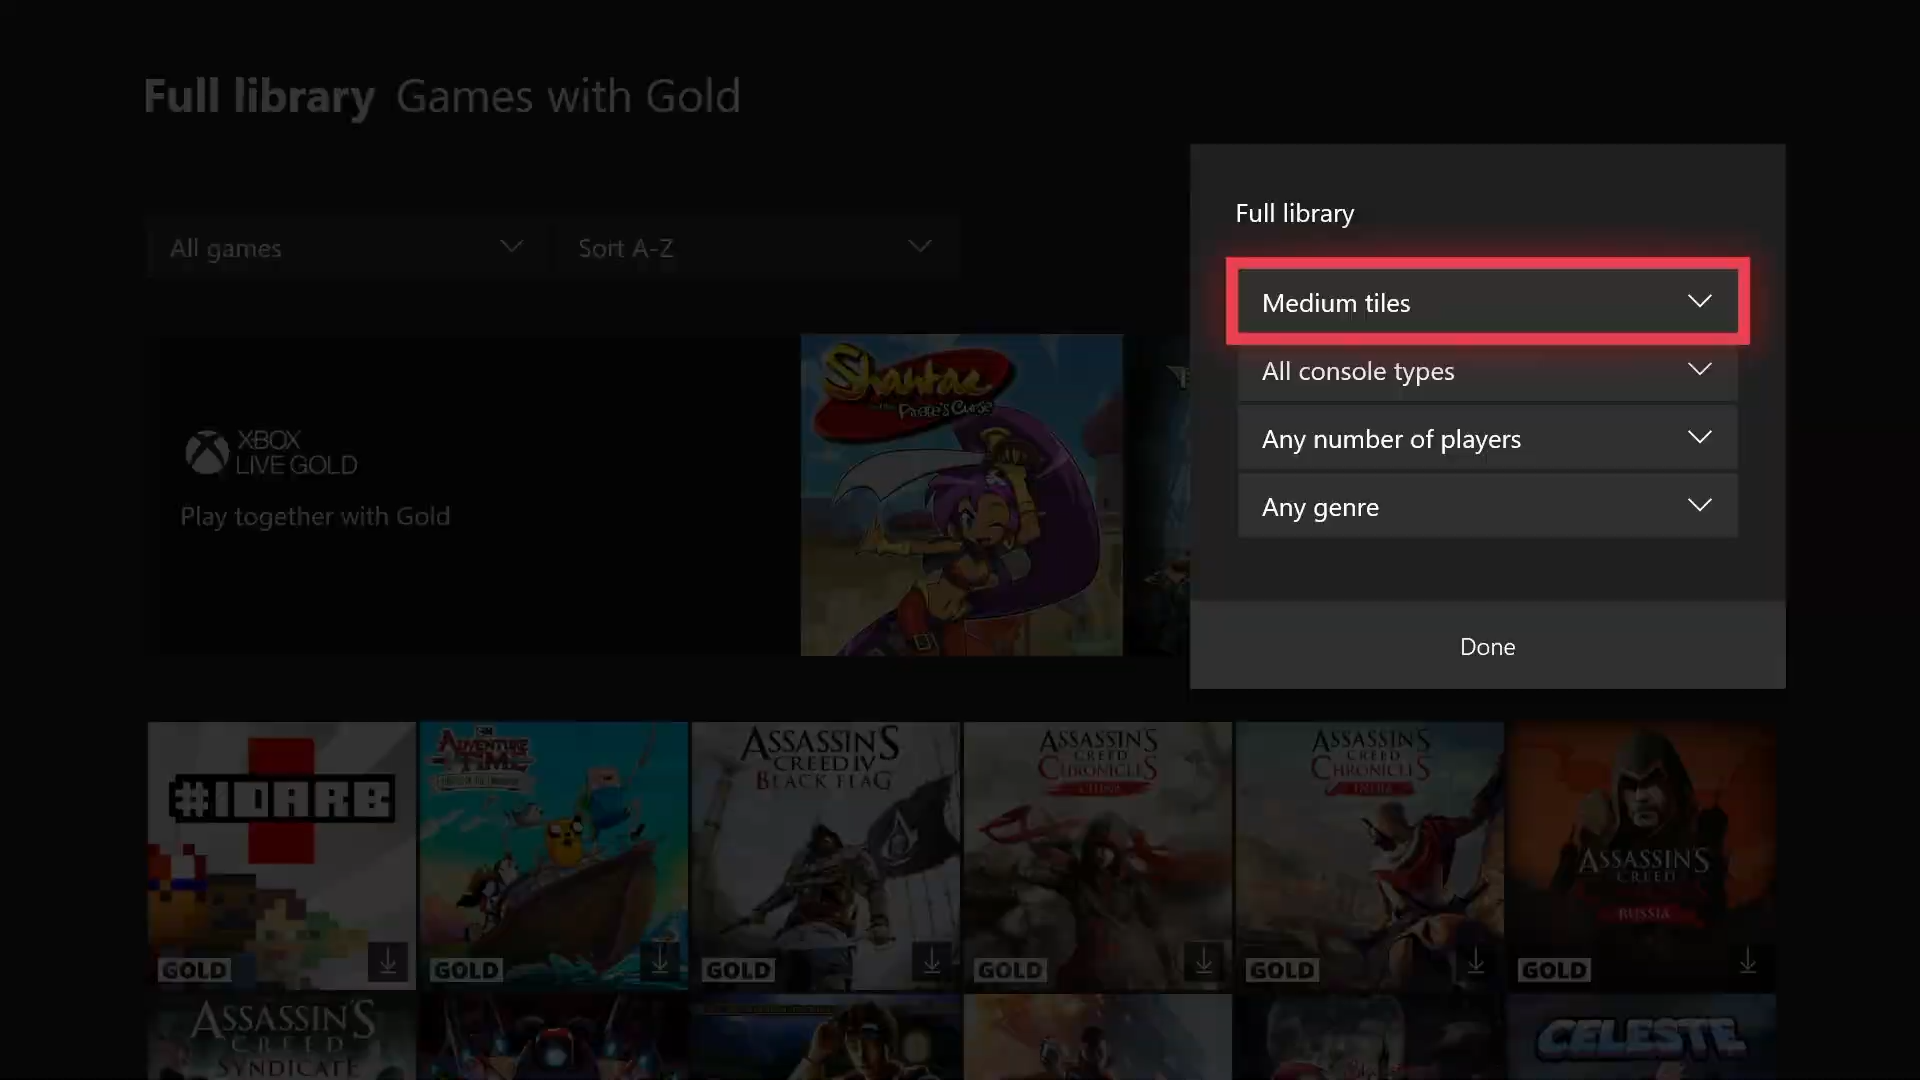 Full library Games with Gold
Full library
All games
Sort A-Z
Medium tiles
All console types
Any number of players
Any genre
Done
XBOX
LIVE GOLD
Play together with Gold
Shantae
Pirate's Curse
#IDARB
ADVENTURE
TIME
ASSASSIN'S
CREED IV
BLACK FLAG
ASSASSIN'S
CREED
CHRONICLES
CHINA
ASSASSIN'S
CREED
CHRONICLES
INDIA
ASSASSIN'S
CREED
RUSSIA
GOLD
GOLD
GOLD
GOLD
GOLD
GOLD
ASSASSIN'S
CREED
SYNDICATE
CELESTE